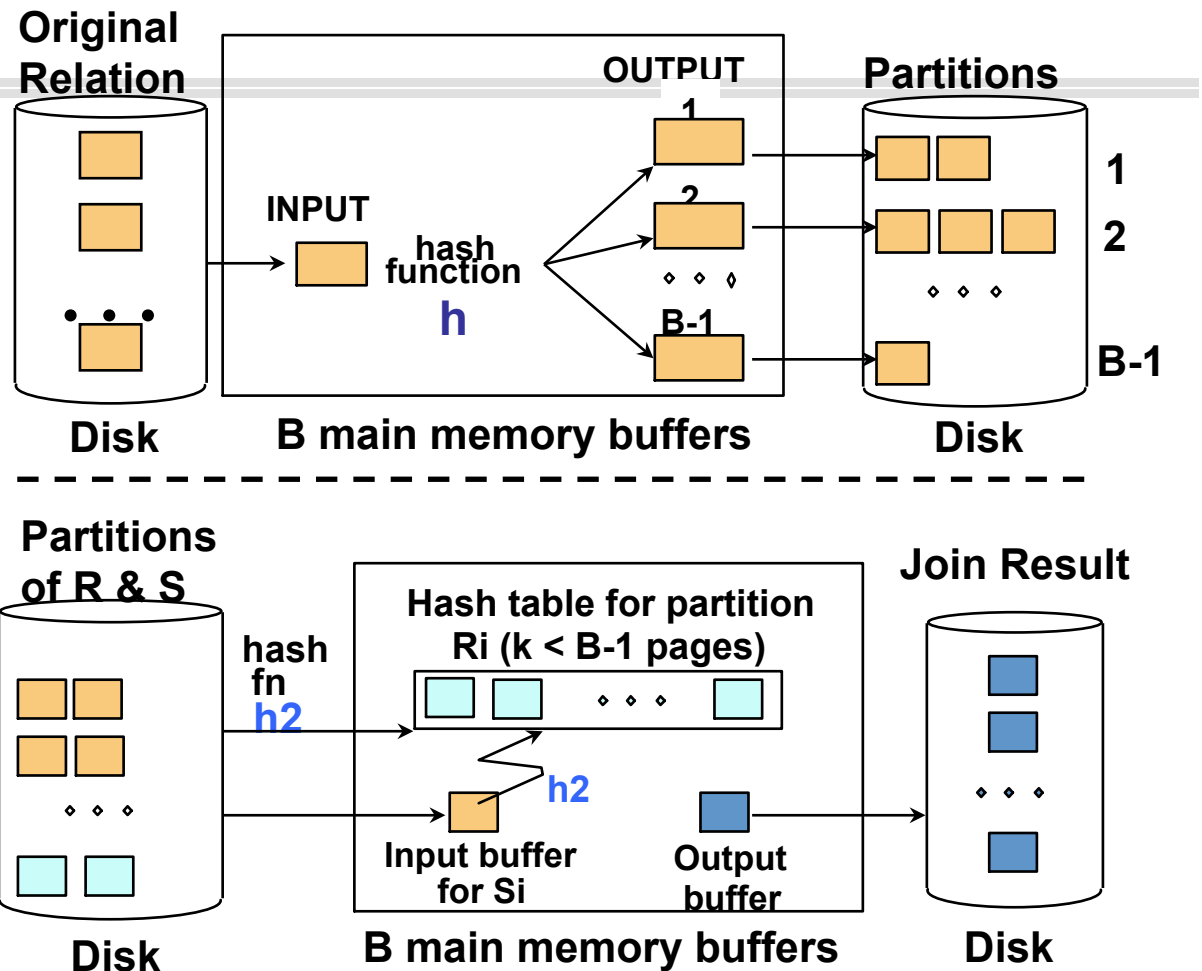 Original
Relation
OUTPUT
Partitions
1
1
INPUT
2
hash
function
h
2
B-1
B-1
Disk
B main memory buffers
Disk
Partitions
of R & S
Join Result
hash
fn
h2
Hash table for partition
Ri (k < B-1 pages)
h2
Input buffer
for Si
Output
buffer
Disk
B main memory buffers
Disk